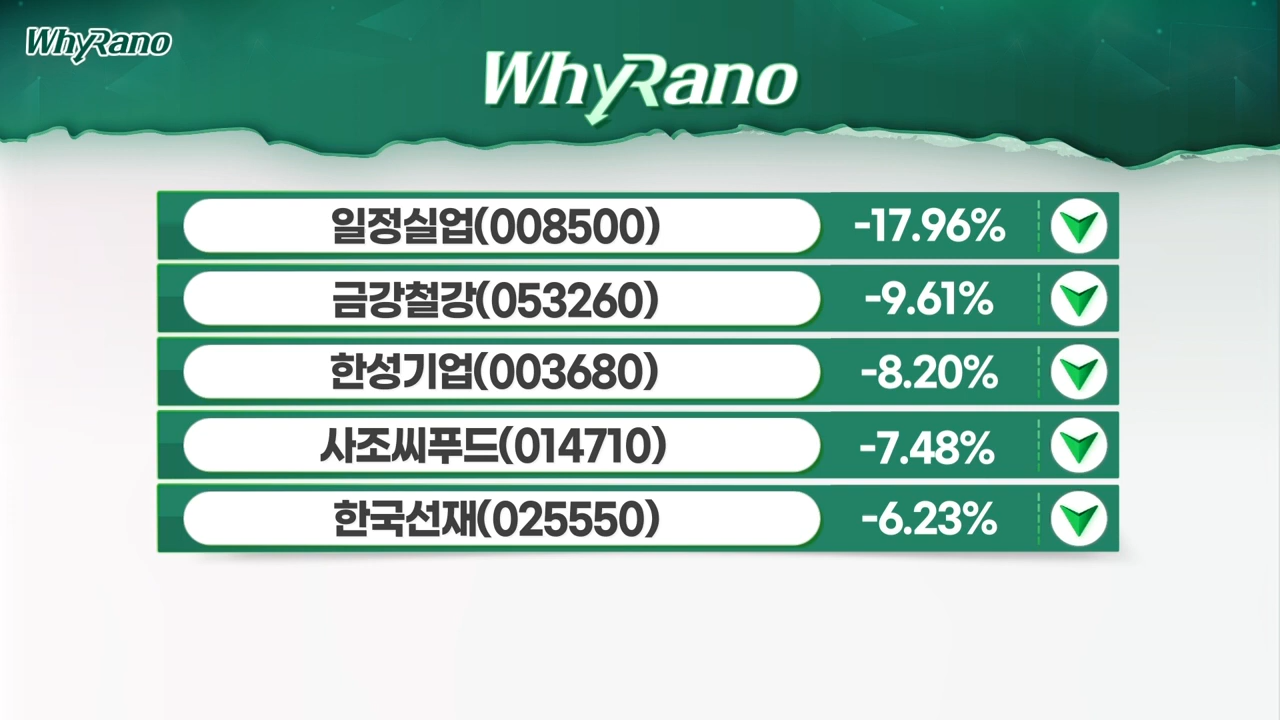 WhyRano
WhyRano
일정실업(008500) -17.96%
금강철강(053260) -9.61%
한성기업(003680) -8.20%
사조씨푸드(014710) -7.48%
한국선재(025550) -6.23%